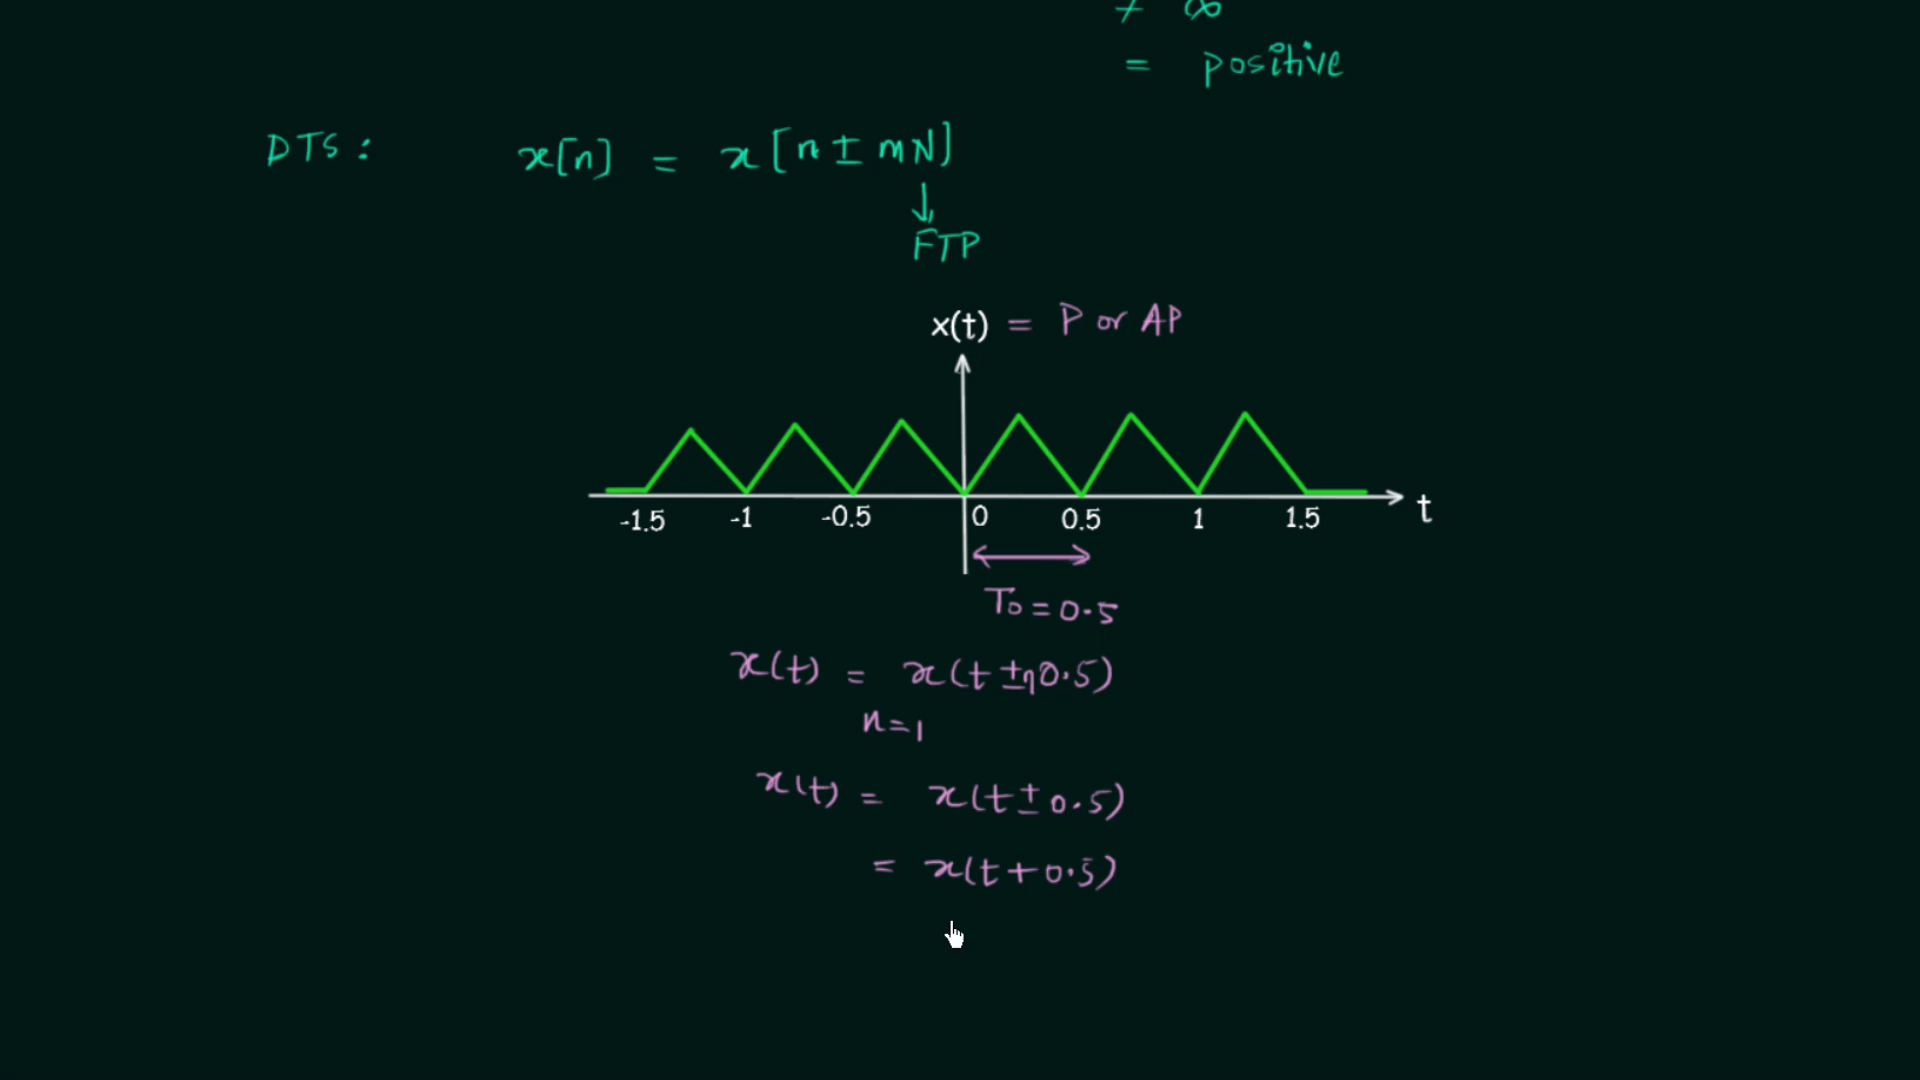 ≠ ∞
= positive
DTS : x[n] = x[n ± mN]
↓
FTP
x(t) = P or AP
-1.5 -1 -0.5 0 0.5 1 1.5 t
T₀ = 0.5
x(t) = x(t ± n0.5)
n = 1
x(t) = x(t ± 0.5)
= x(t + 0.5)